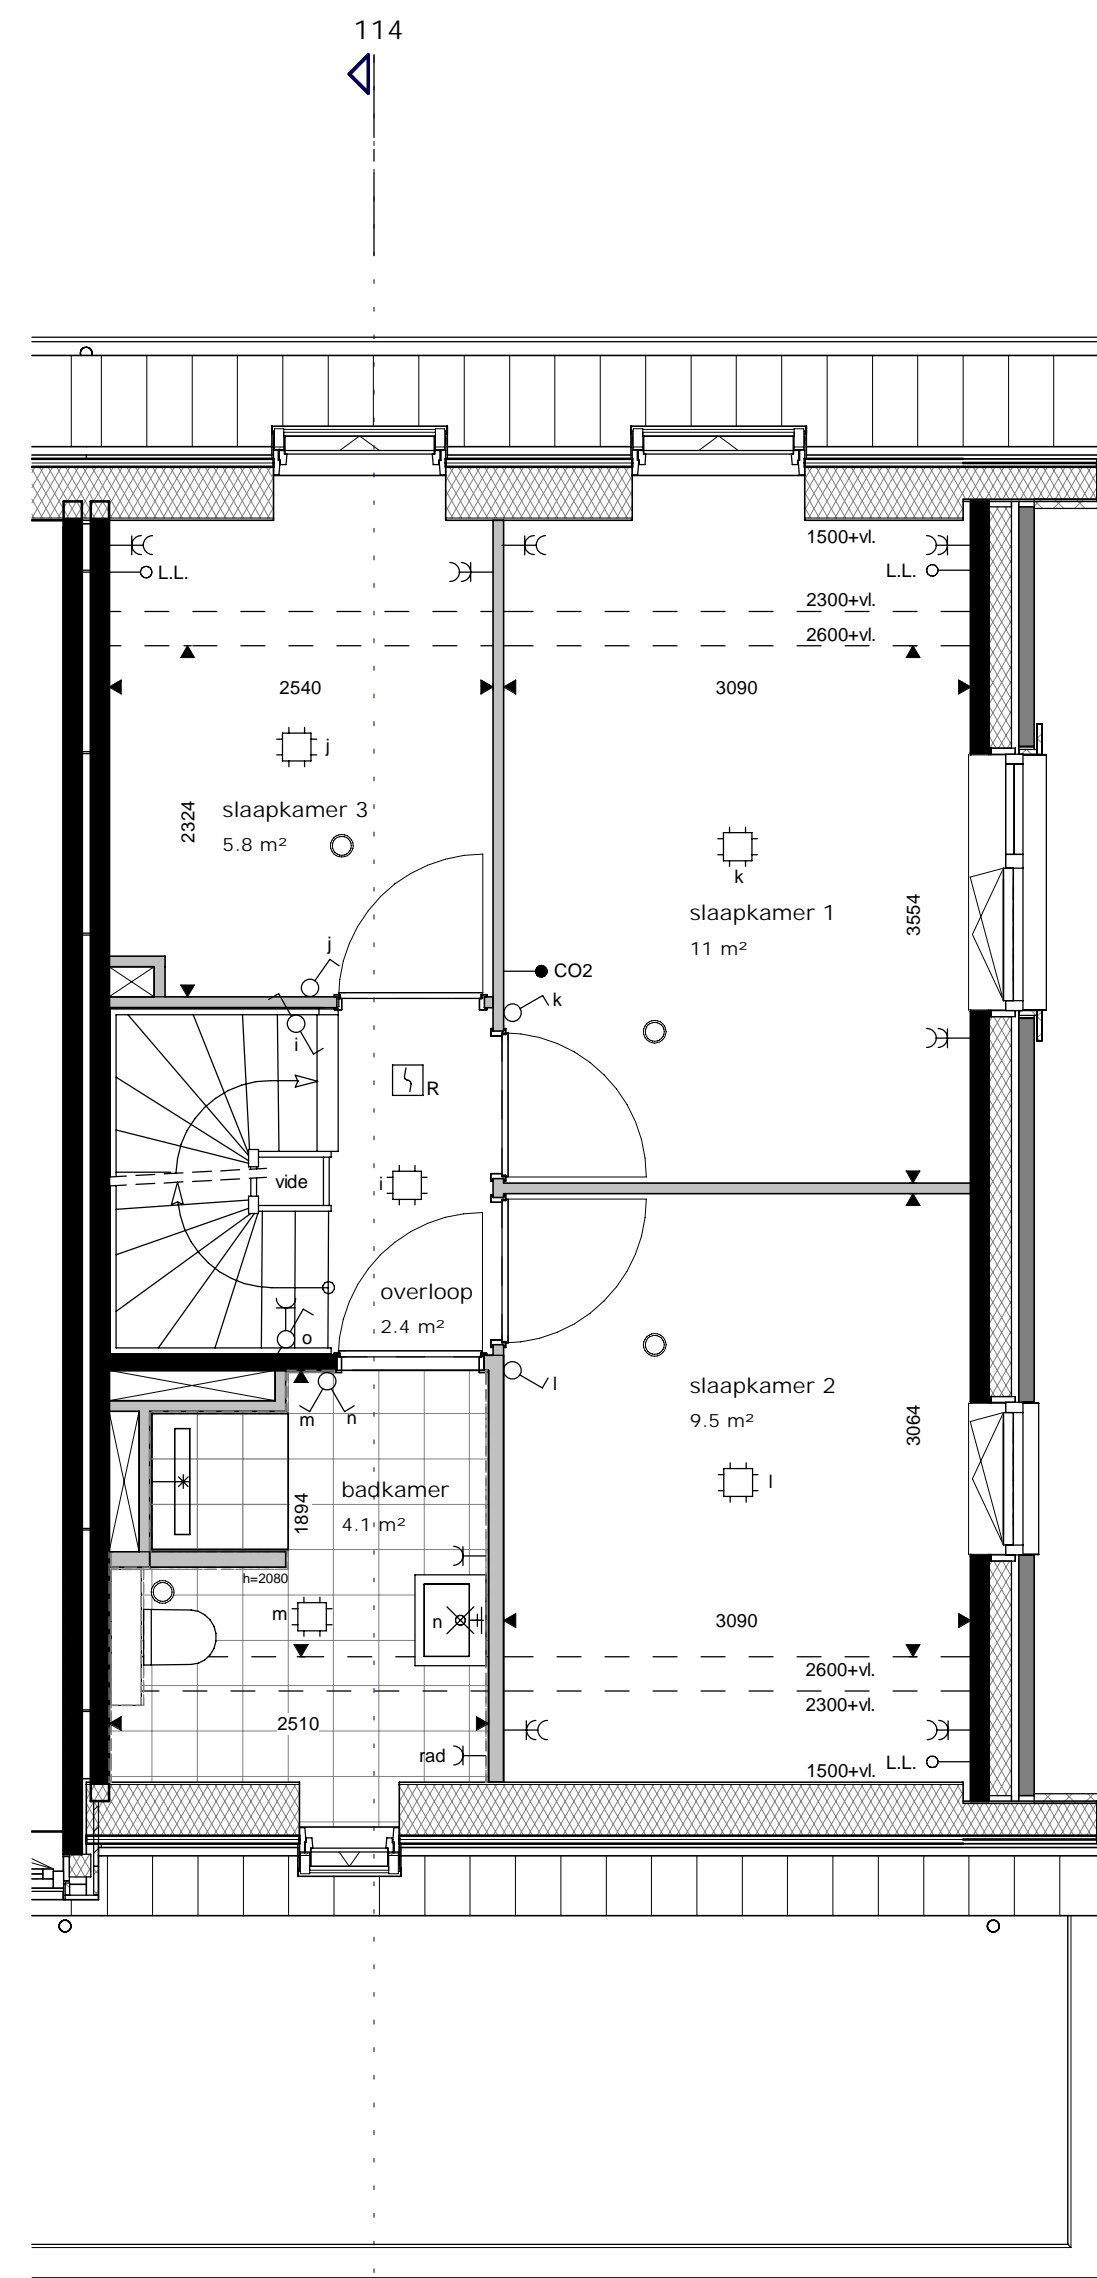 114
1500+vl.
L.L.
L.L.
2300+vl.
2600+vl.
2540
3090
j
slaapkamer 3
5.8 m²
2324
k
slaapkamer 1
11 m²
3554
j
CO2
k
i
R
vide
i
overloop
2.4 m²
o
l
m
n
slaapkamer 2
9.5 m²
3064
badkamer
4.1 m²
1894
l
h=2080
m
n
3090
2600+vl.
2300+vl.
2510
rad
1500+vl.
L.L.